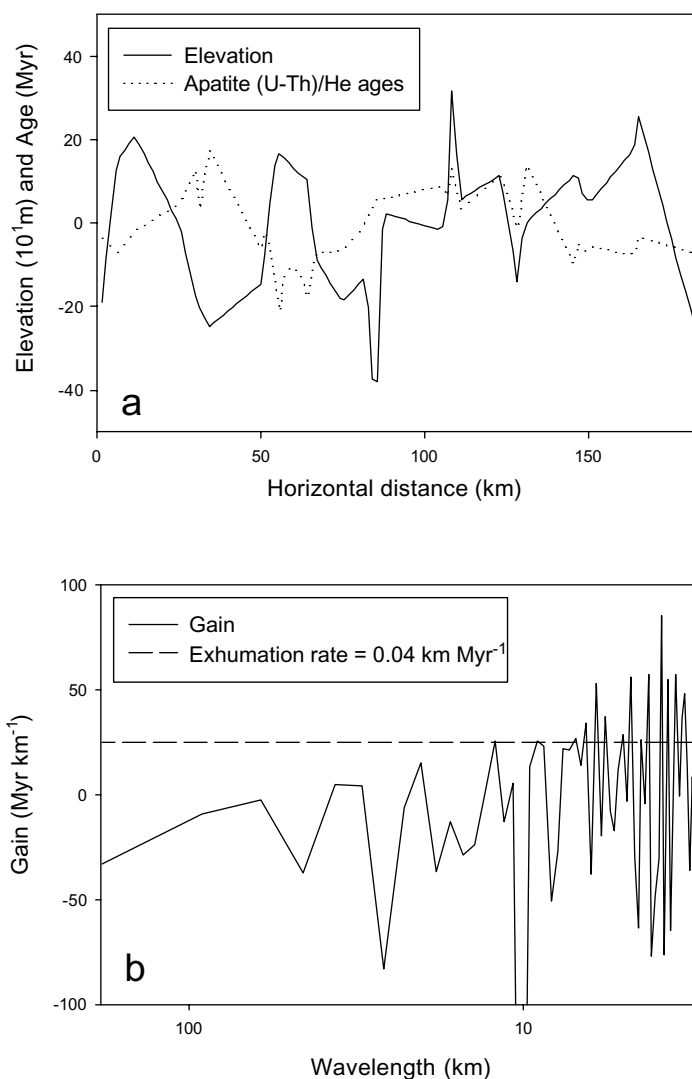 Elevation (10¹m) and Age (Myr)
40
20
0
-20
-40
Elevation
Apatite (U-Th)/He ages
a
0
50
100
150
Horizontal distance (km)
Gain (Myr km⁻¹)
100
50
0
-50
-100
Gain
Exhumation rate = 0.04 km Myr⁻¹
b
100
10
Wavelength (km)